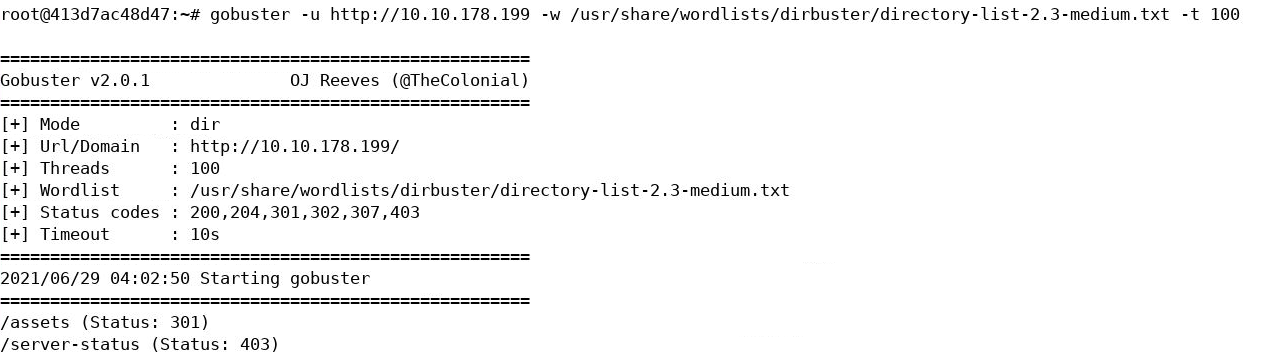 root@413d7ac48d47:~# gobuster -u http://10.10.178.199 -w /usr/share/wordlists/dirbuster/directory-list-2.3-medium.txt -t 100
=====================================================
Gobuster v2.0.1              OJ Reeves (@TheColonial)
=====================================================
[+] Mode         : dir
[+] Url/Domain   : http://10.10.178.199/
[+] Threads      : 100
[+] Wordlist     : /usr/share/wordlists/dirbuster/directory-list-2.3-medium.txt
[+] Status codes : 200,204,301,302,307,403
[+] Timeout      : 10s
=====================================================
2021/06/29 04:02:50 Starting gobuster
=====================================================
/assets (Status: 301)
/server-status (Status: 403)